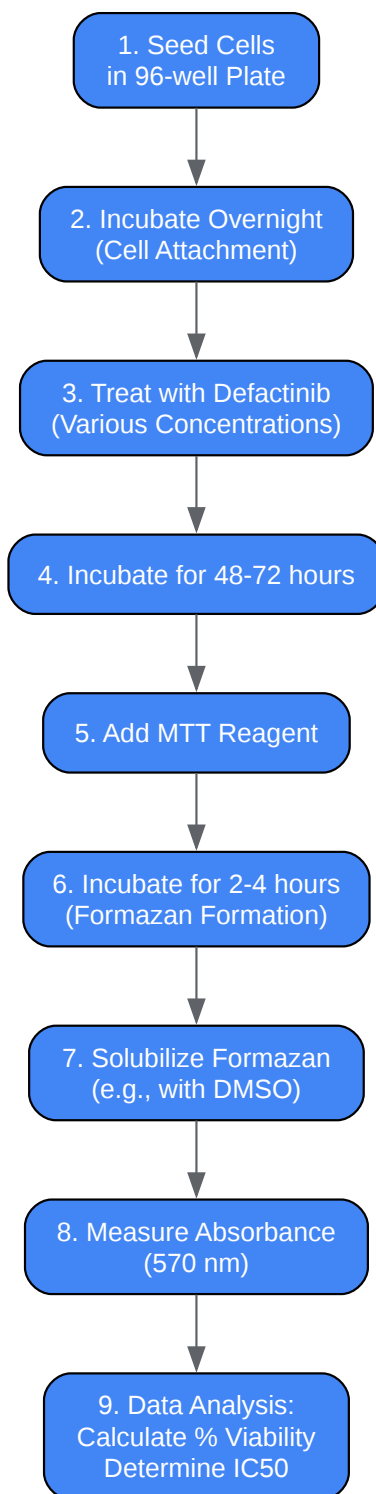 1. Seed Cells
in 96-well Plate
2. Incubate Overnight
(Cell Attachment)
3. Treat with Defactinib
(Various Concentrations)
4. Incubate for 48-72 hours
5. Add MTT Reagent
6. Incubate for 2-4 hours
(Formazan Formation)
7. Solubilize Formazan
(e.g., with DMSO)
8. Measure Absorbance
(570 nm)
9. Data Analysis:
Calculate % Viability
Determine IC50